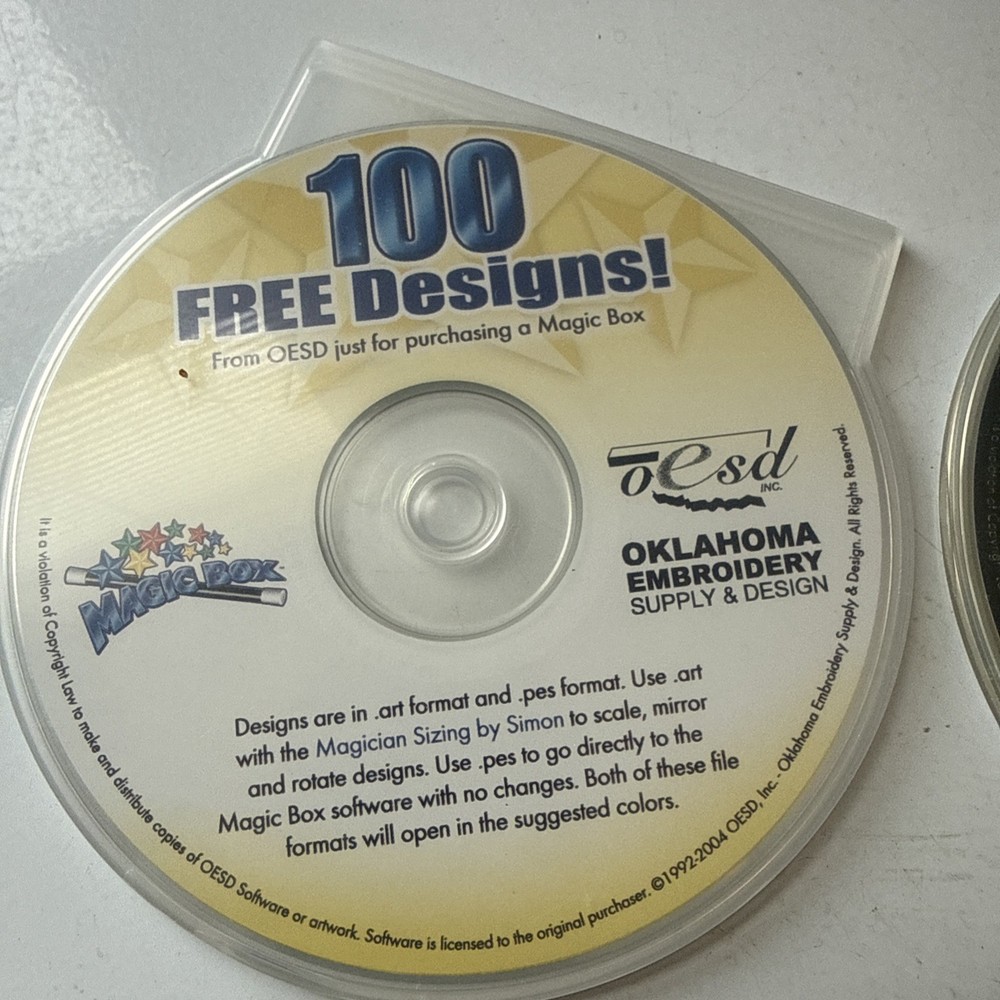 100
FREE Designs!
From OESD just for purchasing a Magic Box
oesd
INC.
OKLAHOMA
EMBROIDERY
SUPPLY & DESIGN
MAGIC BOX™
Designs are in .art format and .pes format. Use .art
with the Magician Sizing by Simon to scale, mirror
and rotate designs. Use .pes to go directly to the
Magic Box software with no changes. Both of these file
formats will open in the suggested colors.
It is a violation of Copyright Law to make and distribute copies of OESD Software or artwork. Software is licensed to the original purchaser. ©1992-2004 OESD, Inc. - Oklahoma Embroidery Supply & Design. All Rights Reserved.